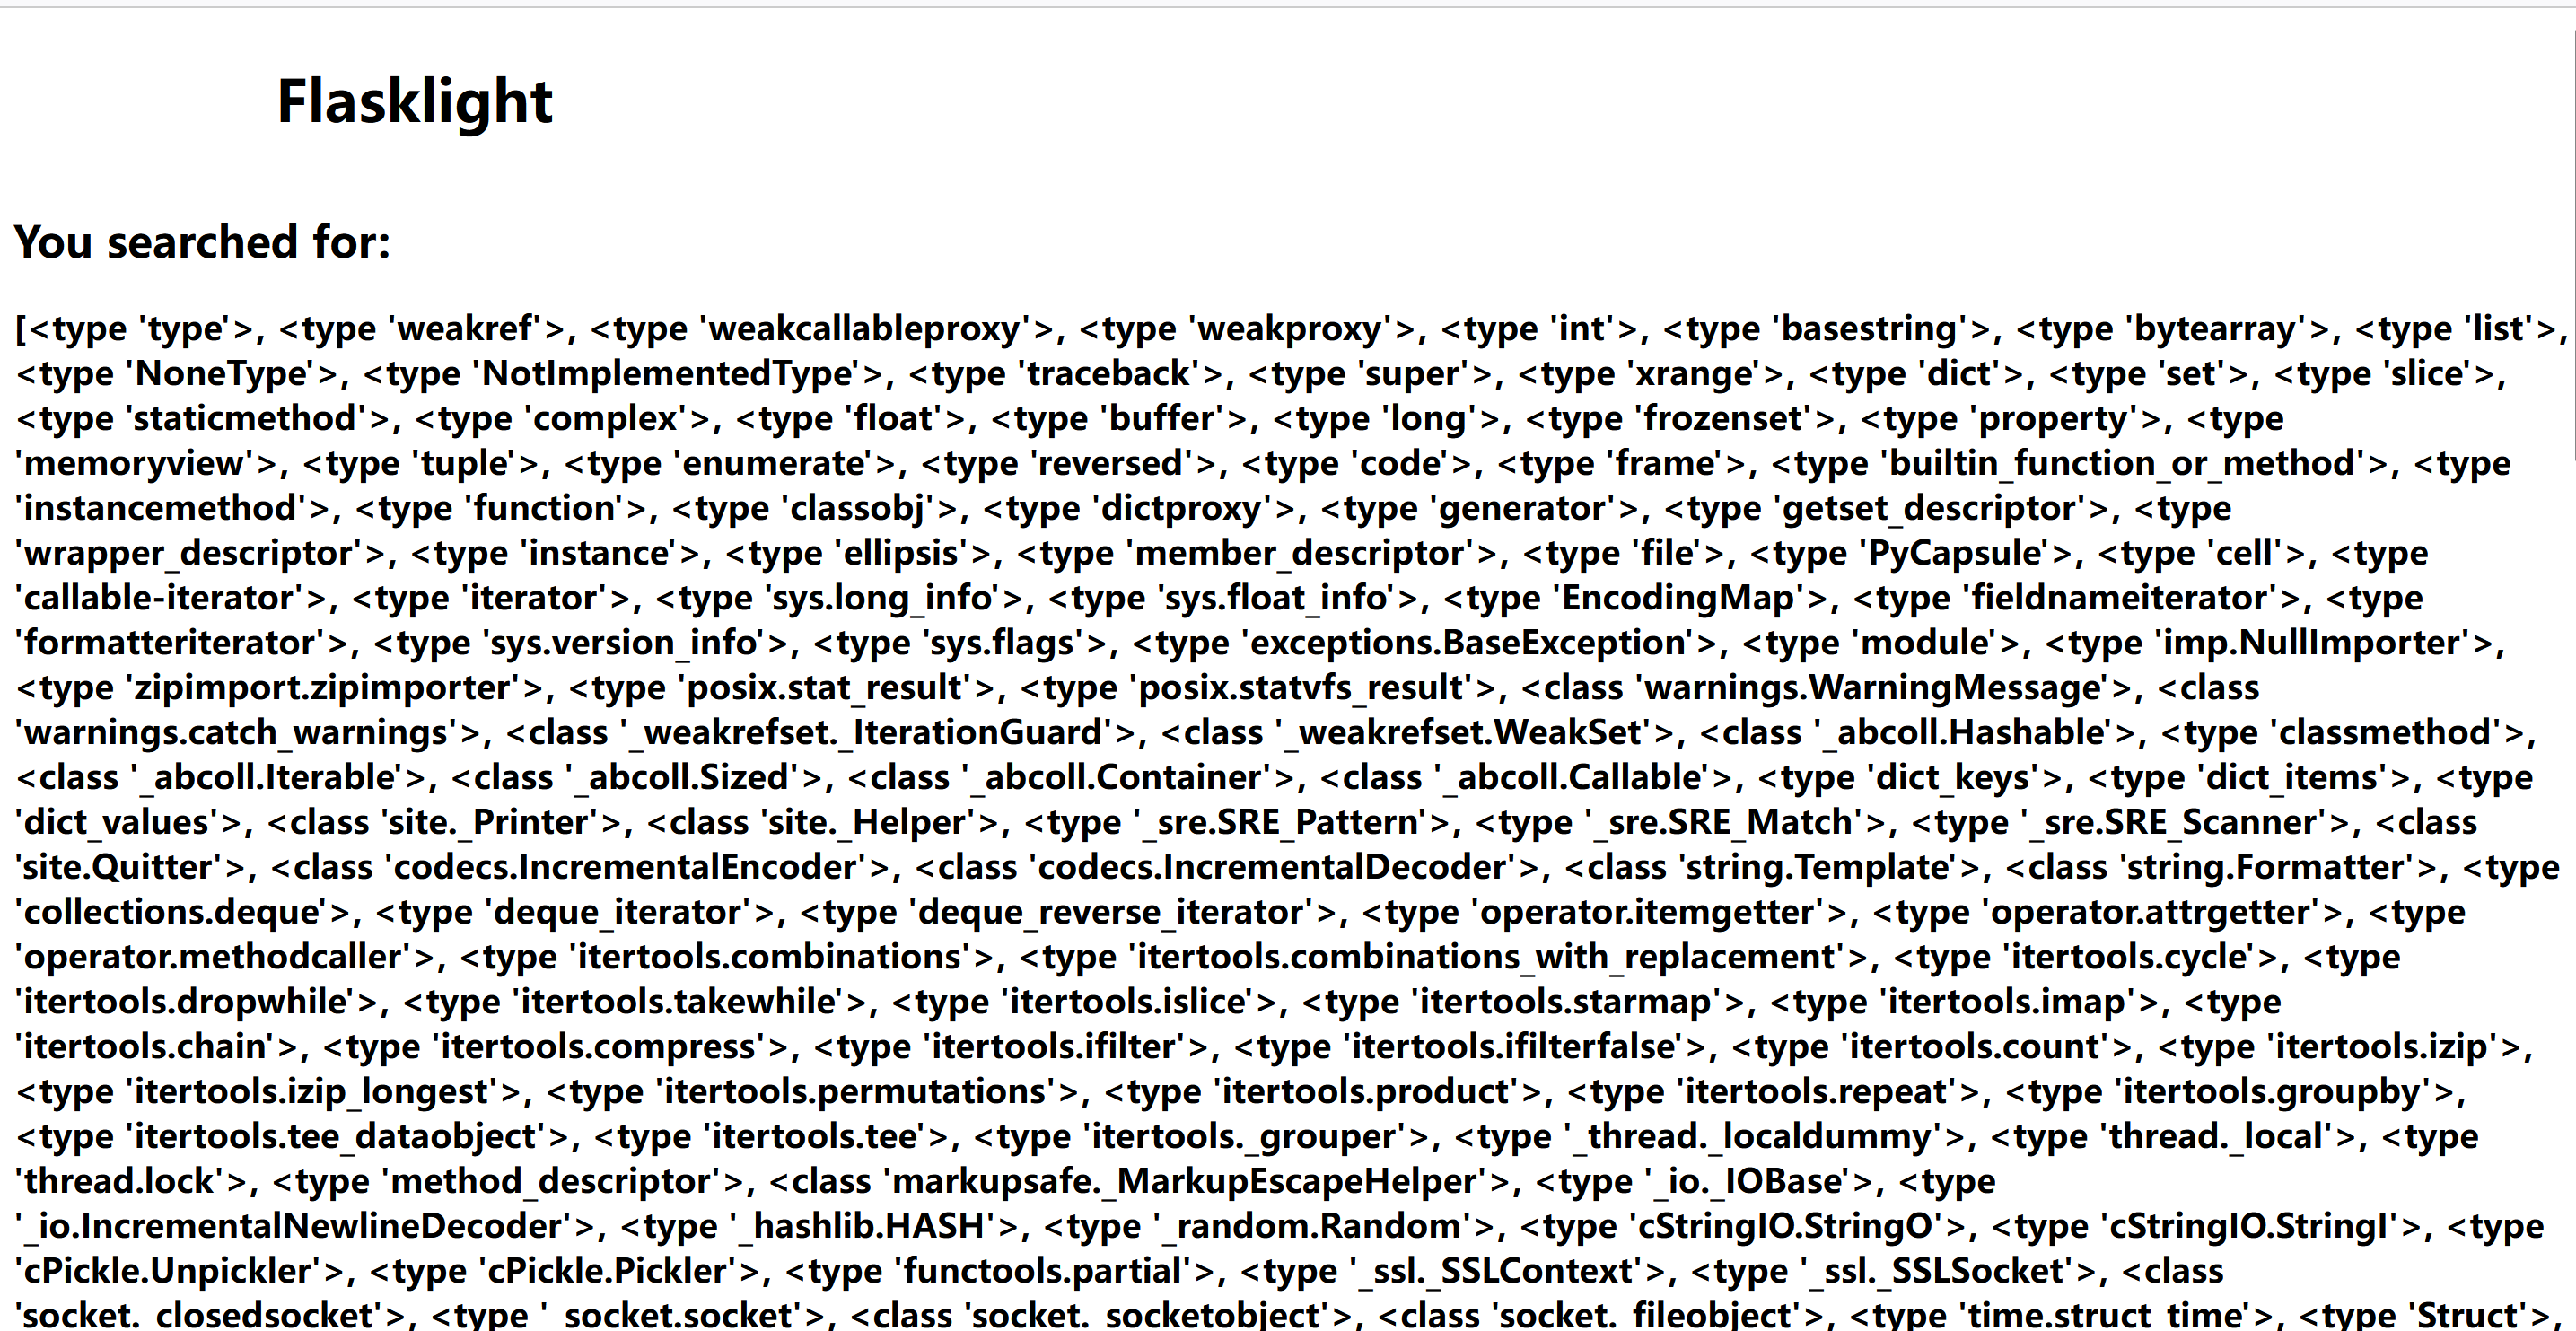 Flasklight
You searched for:
[<type 'type'>, <type 'weakref'>, <type 'weakcallableproxy'>, <type 'weakproxy'>, <type 'int'>, <type 'basestring'>, <type 'bytearray'>, <type 'list'>,
<type 'NoneType'>, <type 'NotImplementedType'>, <type 'traceback'>, <type 'super'>, <type 'xrange'>, <type 'dict'>, <type 'set'>, <type 'slice'>,
<type 'staticmethod'>, <type 'complex'>, <type 'float'>, <type 'buffer'>, <type 'long'>, <type 'frozenset'>, <type 'property'>, <type
'memoryview'>, <type 'tuple'>, <type 'enumerate'>, <type 'reversed'>, <type 'code'>, <type 'frame'>, <type 'builtin_function_or_method'>, <type
'instancemethod'>, <type 'function'>, <type 'classobj'>, <type 'dictproxy'>, <type 'generator'>, <type 'getset_descriptor'>, <type
'wrapper_descriptor'>, <type 'instance'>, <type 'ellipsis'>, <type 'member_descriptor'>, <type 'file'>, <type 'PyCapsule'>, <type 'cell'>, <type
'callable-iterator'>, <type 'iterator'>, <type 'sys.long_info'>, <type 'sys.float_info'>, <type 'EncodingMap'>, <type 'fieldnameiterator'>, <type
'formatteriterator'>, <type 'sys.version_info'>, <type 'sys.flags'>, <type 'exceptions.BaseException'>, <type 'module'>, <type 'imp.NullImporter'>,
<type 'zipimport.zipimporter'>, <type 'posix.stat_result'>, <type 'posix.statvfs_result'>, <class 'warnings.WarningMessage'>, <class
'warnings.catch_warnings'>, <class '_weakrefset._IterationGuard'>, <class '_weakrefset.WeakSet'>, <class '_abcoll.Hashable'>, <type 'classmethod'>,
<class '_abcoll.Iterable'>, <class '_abcoll.Sized'>, <class '_abcoll.Container'>, <class '_abcoll.Callable'>, <type 'dict_keys'>, <type 'dict_items'>, <type
'dict_values'>, <class 'site._Printer'>, <class 'site._Helper'>, <type '_sre.SRE_Pattern'>, <type '_sre.SRE_Match'>, <type '_sre.SRE_Scanner'>, <class
'site.Quitter'>, <class 'codecs.IncrementalEncoder'>, <class 'codecs.IncrementalDecoder'>, <class 'string.Template'>, <class 'string.Formatter'>, <type
'collections.deque'>, <type 'deque_iterator'>, <type 'deque_reverse_iterator'>, <type 'operator.itemgetter'>, <type 'operator.attrgetter'>, <type
'operator.methodcaller'>, <type 'itertools.combinations'>, <type 'itertools.combinations_with_replacement'>, <type 'itertools.cycle'>, <type
'itertools.dropwhile'>, <type 'itertools.takewhile'>, <type 'itertools.islice'>, <type 'itertools.starmap'>, <type 'itertools.imap'>, <type
'itertools.chain'>, <type 'itertools.compress'>, <type 'itertools.ifilter'>, <type 'itertools.ifilterfalse'>, <type 'itertools.count'>, <type 'itertools.izip'>,
<type 'itertools.izip_longest'>, <type 'itertools.permutations'>, <type 'itertools.product'>, <type 'itertools.repeat'>, <type 'itertools.groupby'>,
<type 'itertools.tee_dataobject'>, <type 'itertools.tee'>, <type 'itertools._grouper'>, <type '_thread._localdummy'>, <type 'thread._local'>, <type
'thread.lock'>, <type 'method_descriptor'>, <class 'markupsafe._MarkupEscapeHelper'>, <type '_io._IOBase'>, <type
'_io.IncrementalNewlineDecoder'>, <type '_hashlib.HASH'>, <type '_random.Random'>, <type 'cStringIO.StringO'>, <type 'cStringIO.StringI'>, <type
'cPickle.Unpickler'>, <type 'cPickle.Pickler'>, <type 'functools.partial'>, <type '_ssl._SSLContext'>, <type '_ssl._SSLSocket'>, <class
'socket._closedsocket'>, <type '_socket.socket'>, <class 'socket._socketobject'>, <class 'socket._fileobject'>, <type 'time.struct_time'>, <type 'Struct'>,